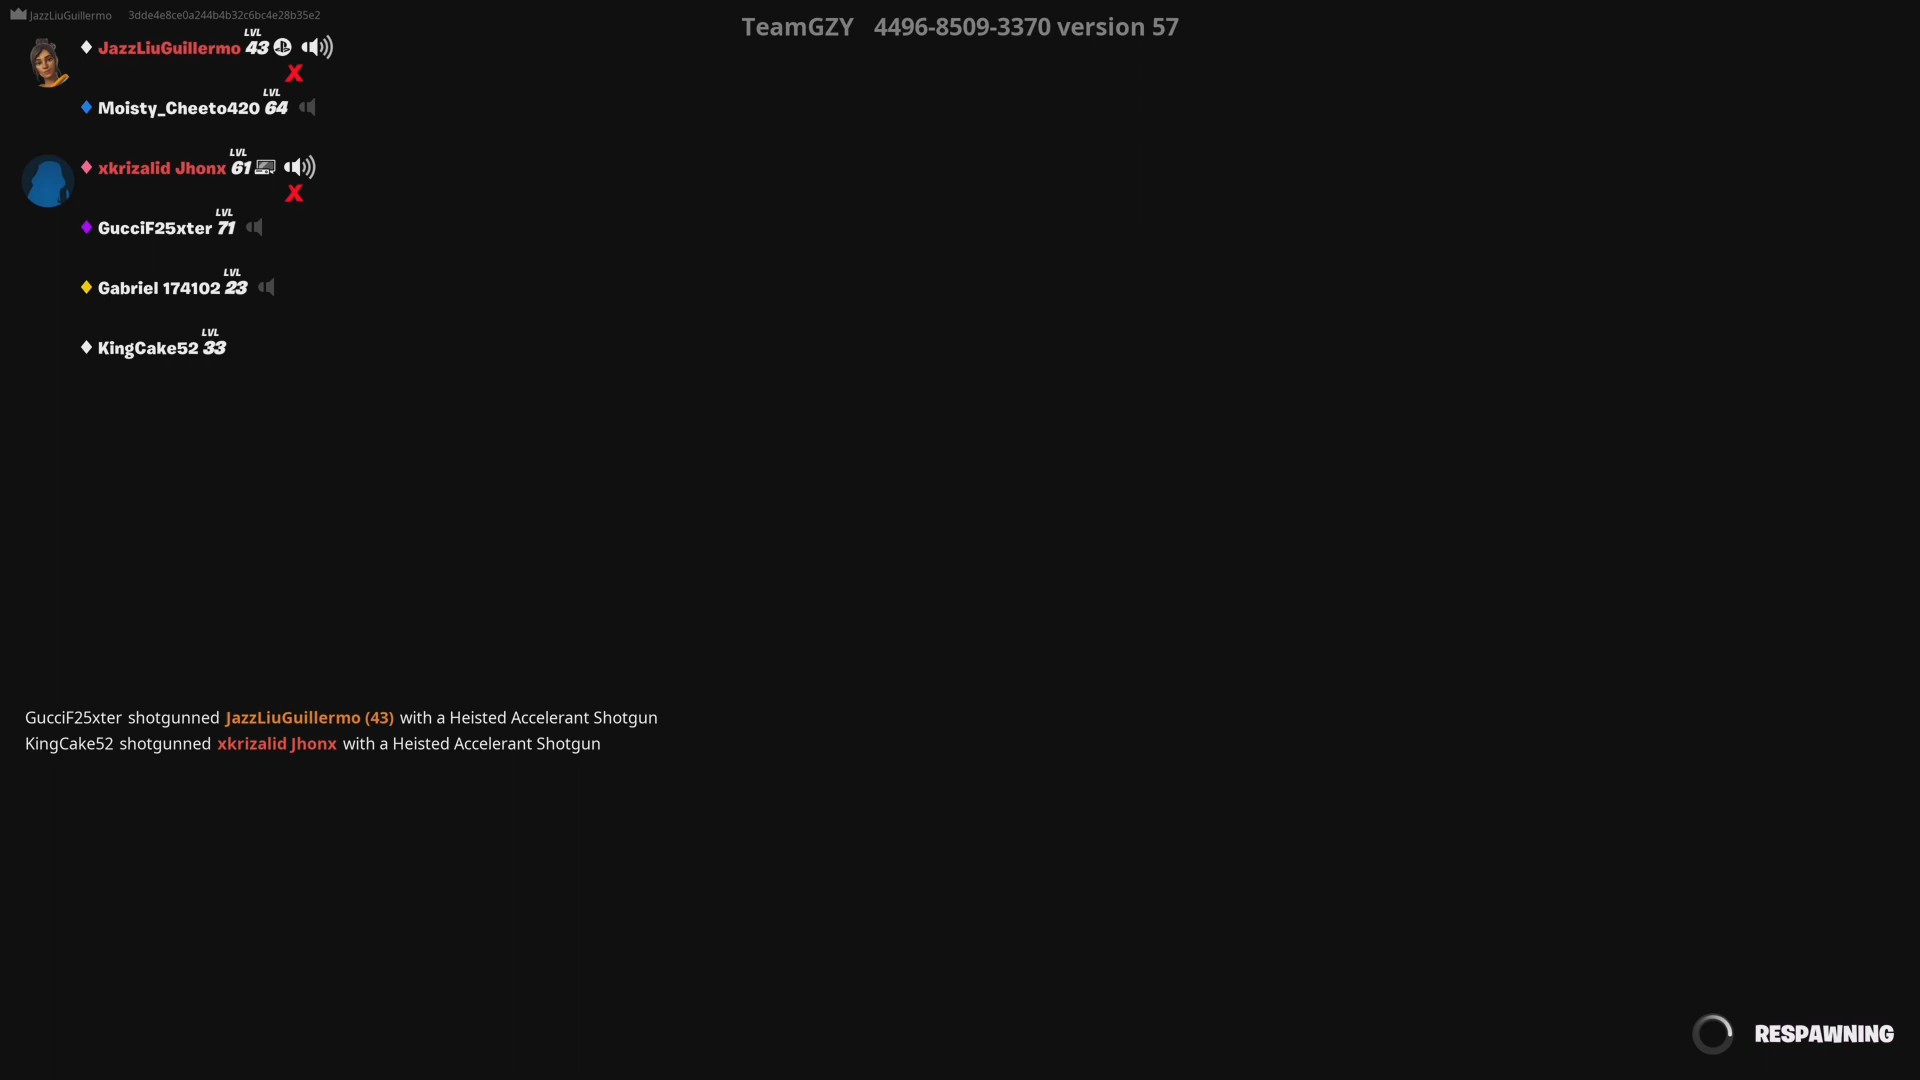 JazzLiuGuillermo 3dde4e8ce0a244b4b32c6bc4e28b35e2
TeamGZY 4496-8509-3370 version 57
JazzLiuGuillermo LVL 43
X
Moisty_Cheeto420 LVL 64
xkrizalid Jhonx LVL 61
X
GucciF25xter LVL 71
Gabriel 174102 LVL 23
KingCake52 LVL 33
GucciF25xter shotgunned JazzLiuGuillermo (43) with a Heisted Accelerant Shotgun
KingCake52 shotgunned xkrizalid Jhonx with a Heisted Accelerant Shotgun
RESPAWNING